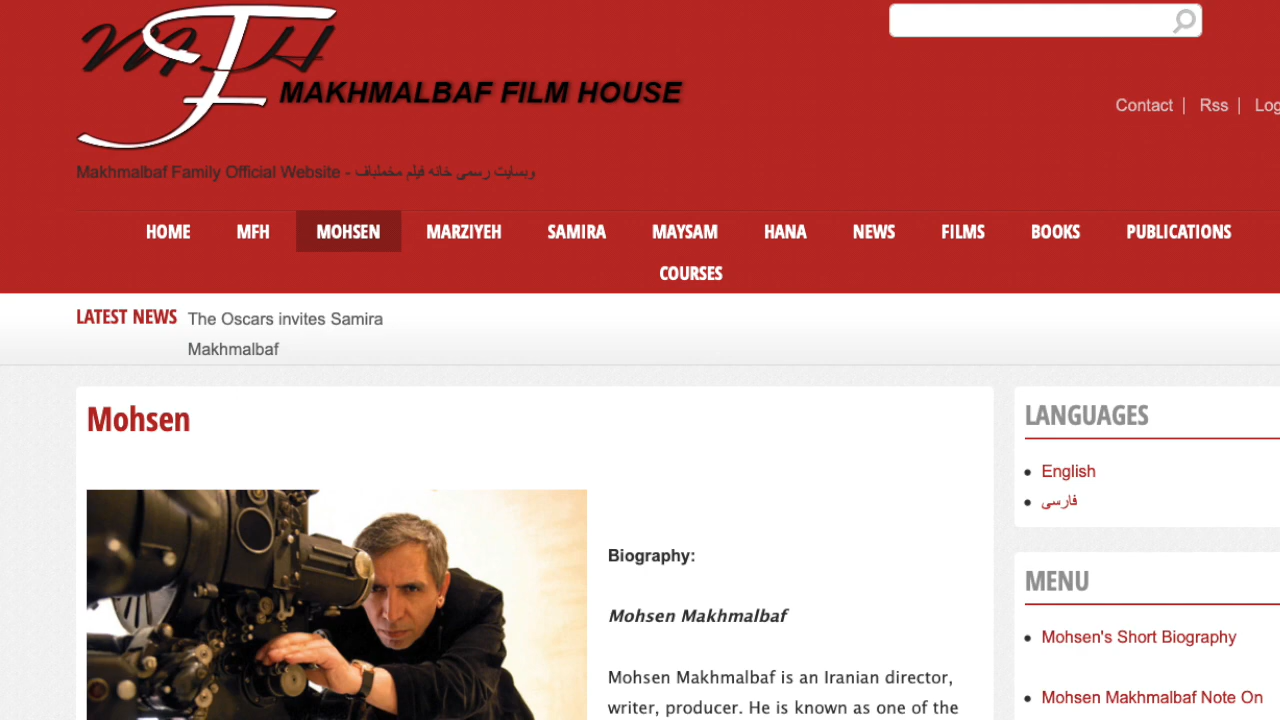 MFH
MAKHMALBAF FILM HOUSE
Contact | Rss |
Makhmalbaf Family Official Website - وبسایت رسمی خانه فیلم مخملباف
HOME MFH MOHSEN MARZIYEH SAMIRA MAYSAM HANA NEWS FILMS BOOKS PUBLICATIONS
COURSES
LATEST NEWS The Oscars invites Samira
Makhmalbaf
Mohsen
Biography:
Mohsen Makhmalbaf
Mohsen Makhmalbaf is an Iranian director,
writer, producer. He is known as one of the
LANGUAGES
English
فارسی
MENU
Mohsen's Short Biography
Mohsen Makhmalbaf Note On